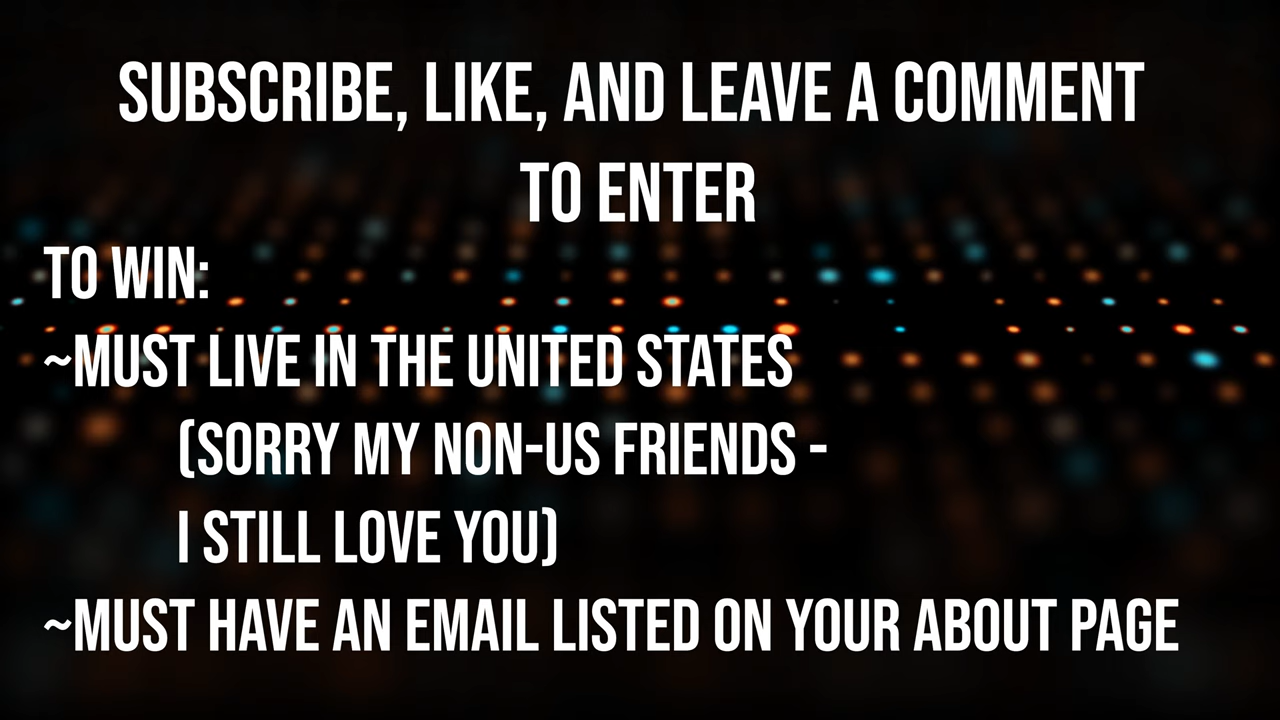 SUBSCRIBE, LIKE, AND LEAVE A COMMENT
TO ENTER
TO WIN:
~MUST LIVE IN THE UNITED STATES
(SORRY MY NON-US FRIENDS -
I STILL LOVE YOU)
~MUST HAVE AN EMAIL LISTED ON YOUR ABOUT PAGE